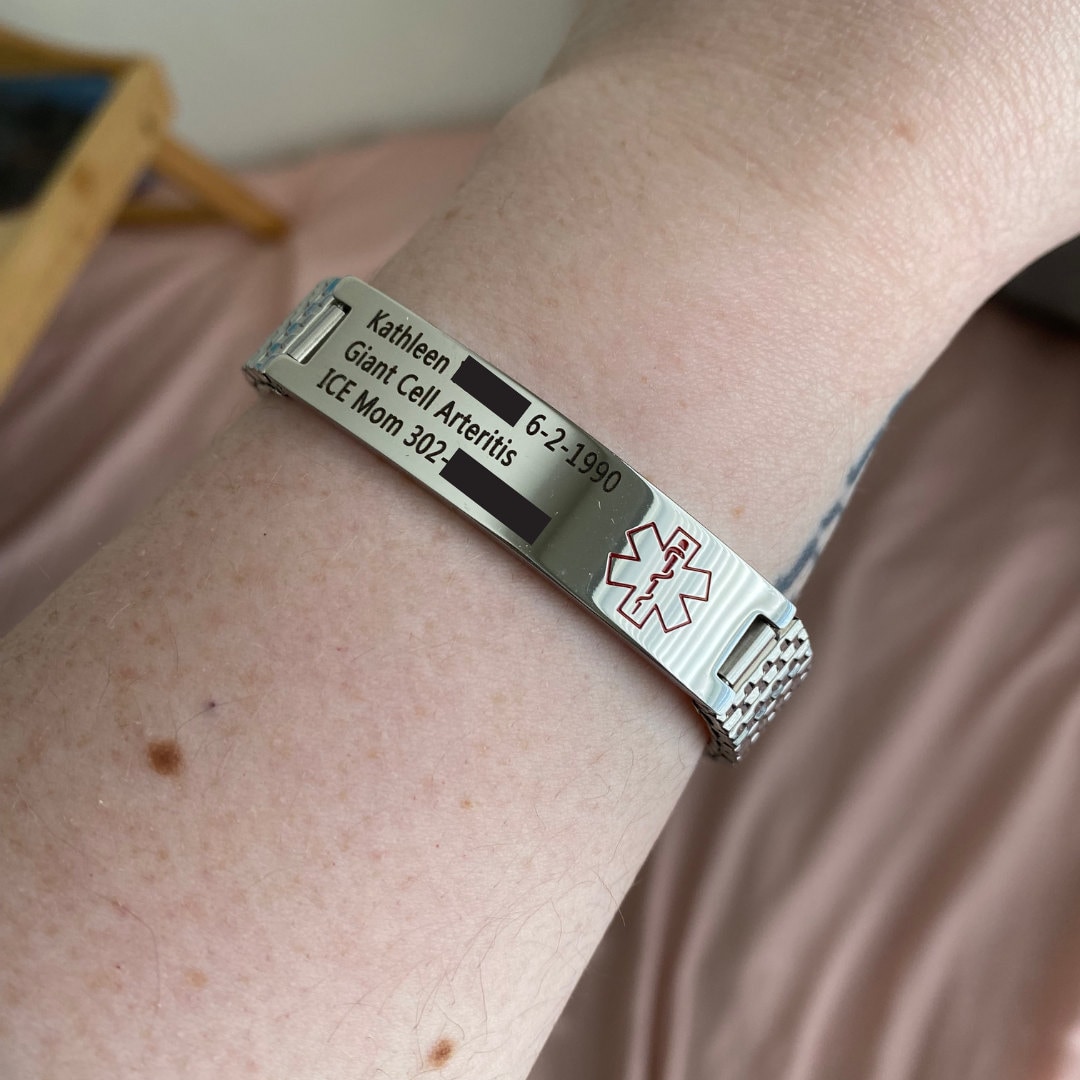 Kathleen 6-2-1990
Giant Cell Arteritis
ICE Mom 302-